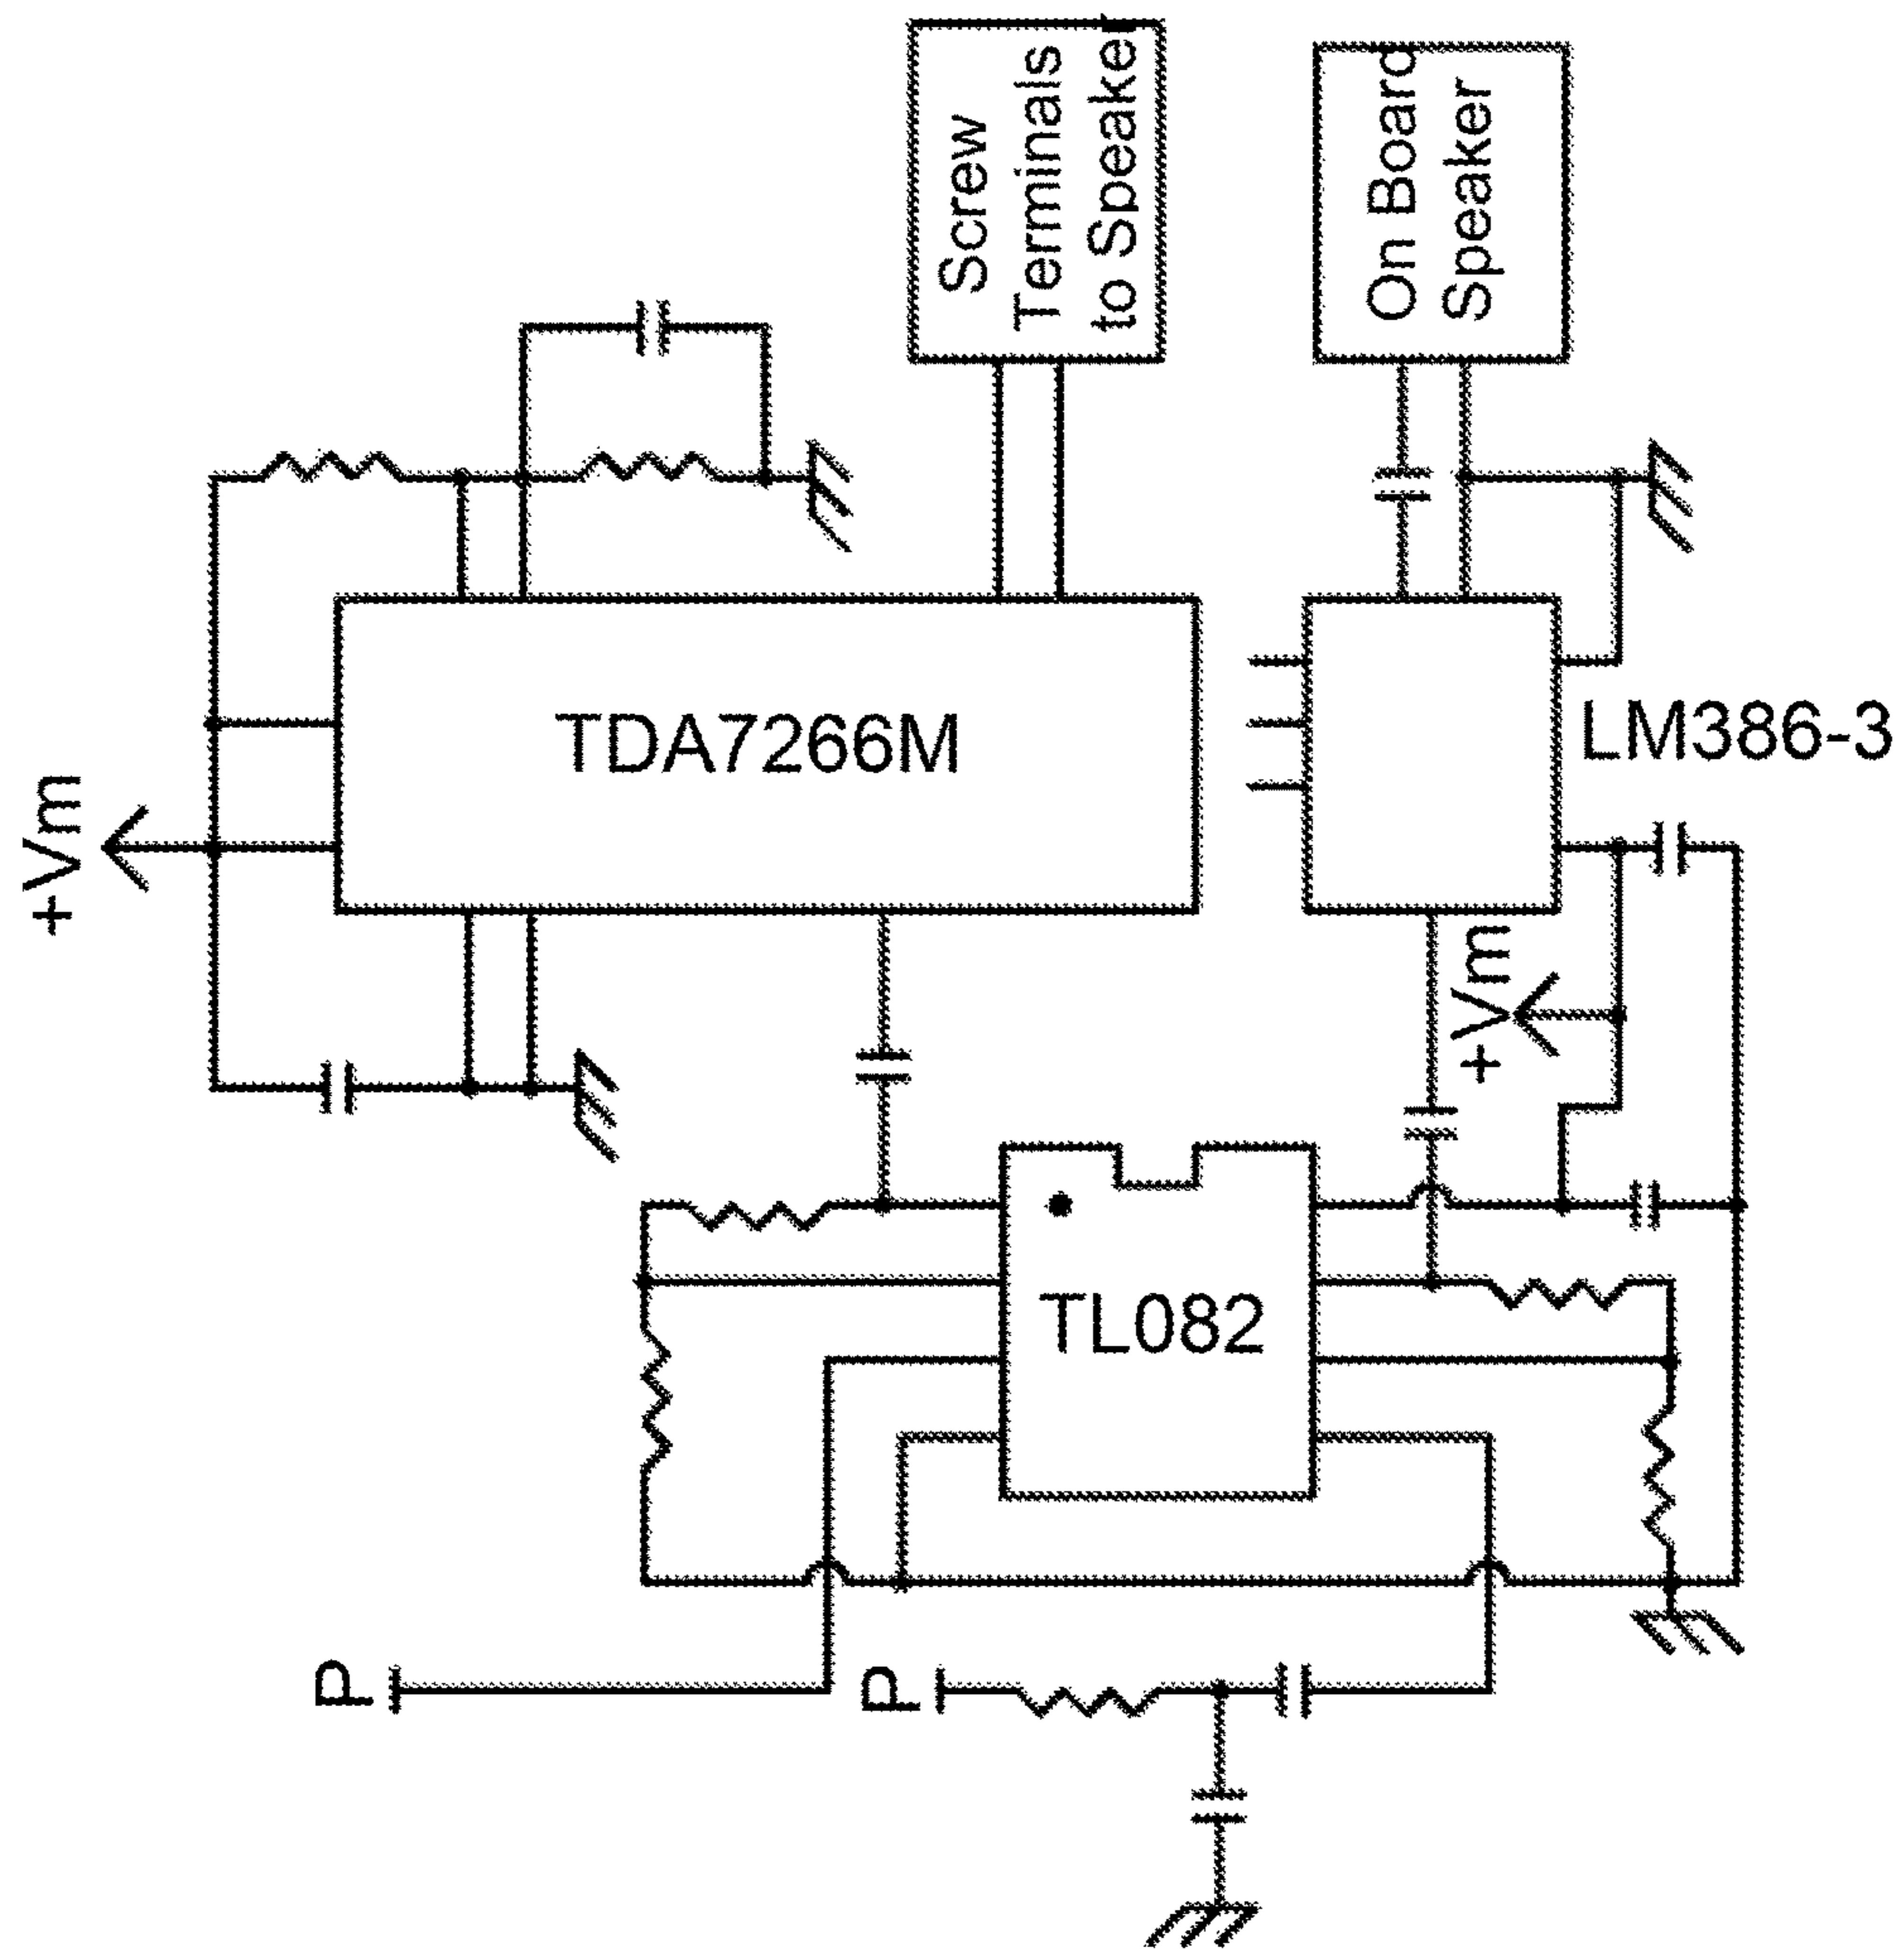 Screw
Terminals
to Speaker
On Board
Speaker
TDA7266M
LM386-3
+Vm
+Vm
TL082
P
P